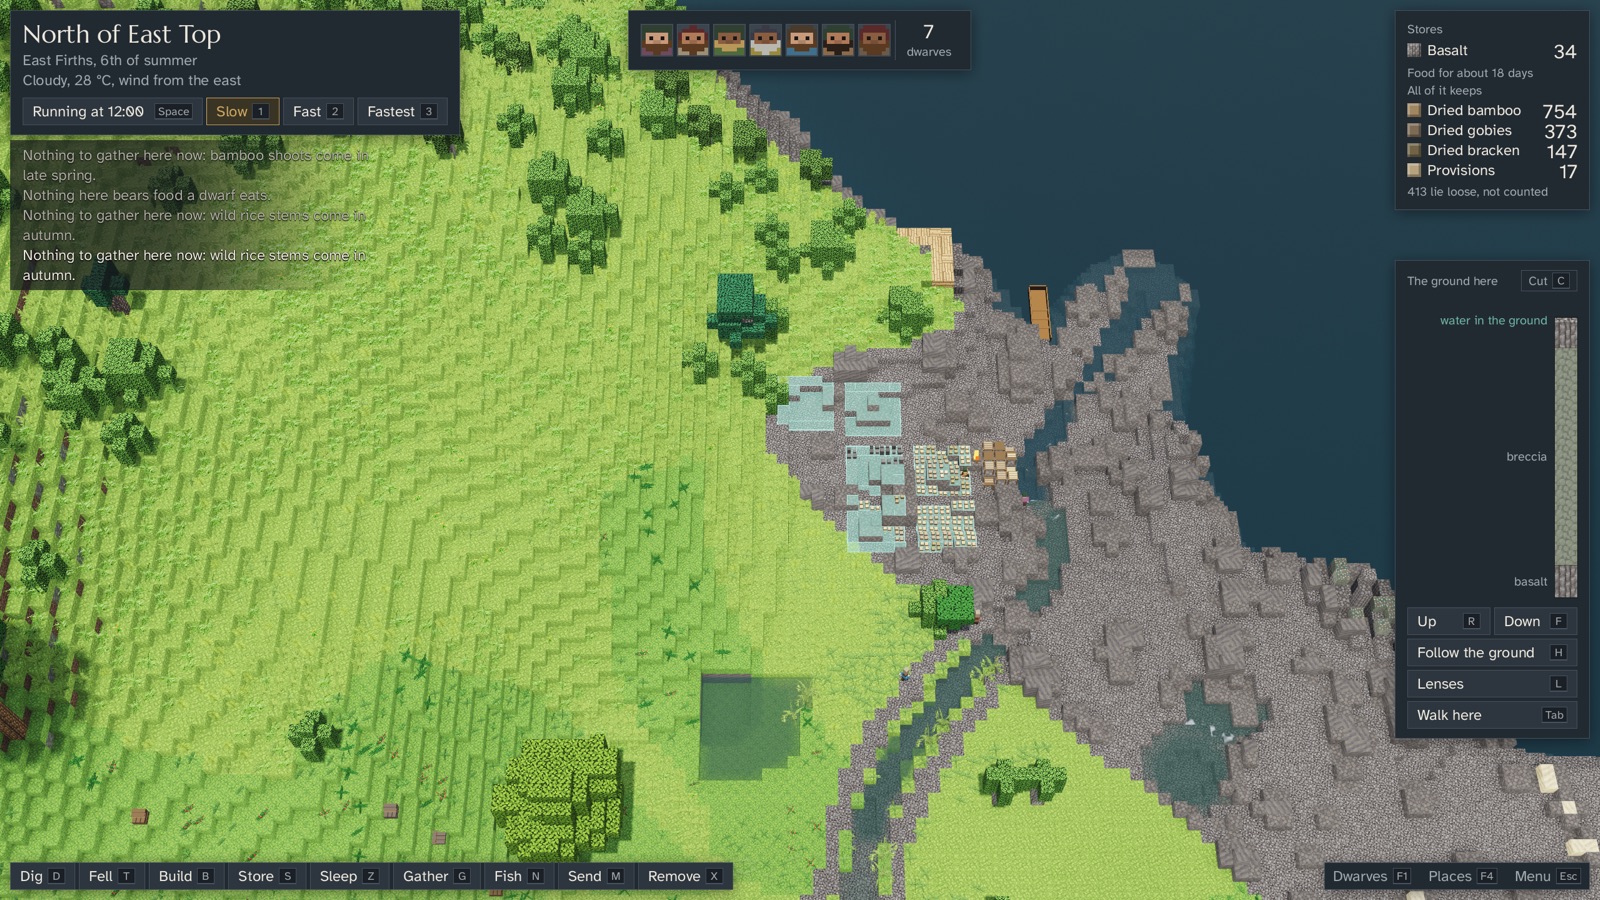 North of East Top
East Firths, 6th of summer
Cloudy, 28 °C, wind from the east
Running at 12:00 Space Slow 1 Fast 2 Fastest 3
Nothing to gather here now: bamboo shoots come in
late spring.
Nothing here bears food a dwarf eats.
Nothing to gather here now: wild rice stems come in
autumn.
Nothing to gather here now: wild rice stems come in
autumn.
7
dwarves
Stores
Basalt 34
Food for about 18 days
All of it keeps
Dried bamboo 754
Dried gobies 373
Dried bracken 147
Provisions 17
413 lie loose, not counted
The ground here Cut C
water in the ground
breccia
basalt
Up R Down F
Follow the ground H
Lenses L
Walk here Tab
Dig D Fell T Build B Store S Sleep Z Gather G Fish N Send M Remove X
Dwarves F1 Places F4 Menu Esc